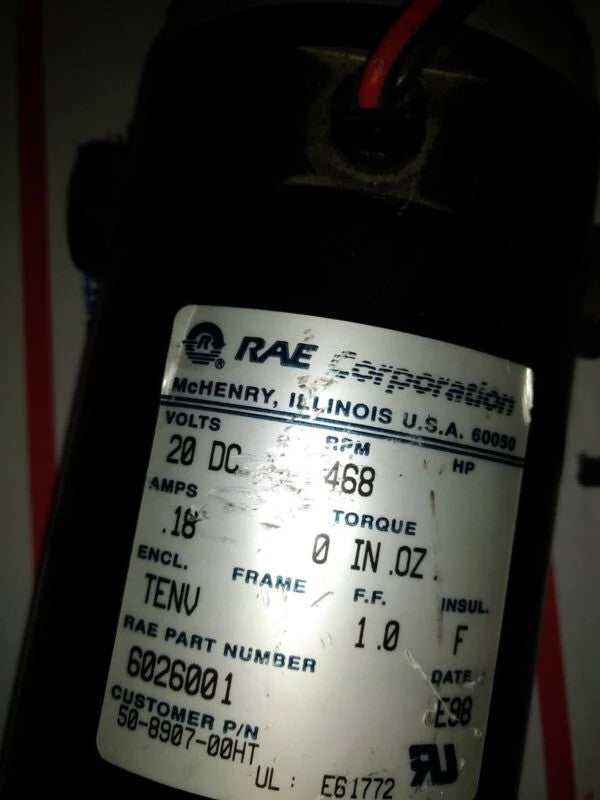 R ®
RAE Corporation
McHENRY, ILLINOIS U.S.A. 60050
VOLTS RPM HP
20 DC 468
AMPS TORQUE
.18 0 IN.OZ.
ENCL. FRAME F.F. INSUL.
TENV 1.0 F
RAE PART NUMBER DATE
6026001 E98
CUSTOMER P/N
50-8907-00HT
UL: E61772 RU